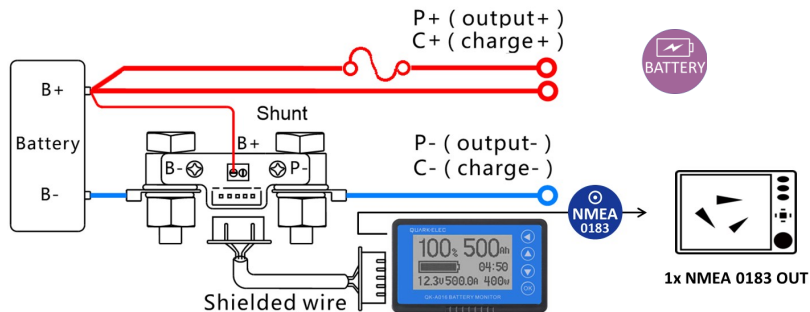 P+ ( output+ )
C+ ( charge+ )
BATTERY
B+
Battery
B-
Shunt
B+
B-
P-
P- ( output- )
C- ( charge- )
NMEA
0183
QUARK-ELEC
100% 500Ah
04:50
12.3V 500.0A 400w
OK
QK-A016 BATTERY MONITOR
Shielded wire
1x NMEA 0183 OUT